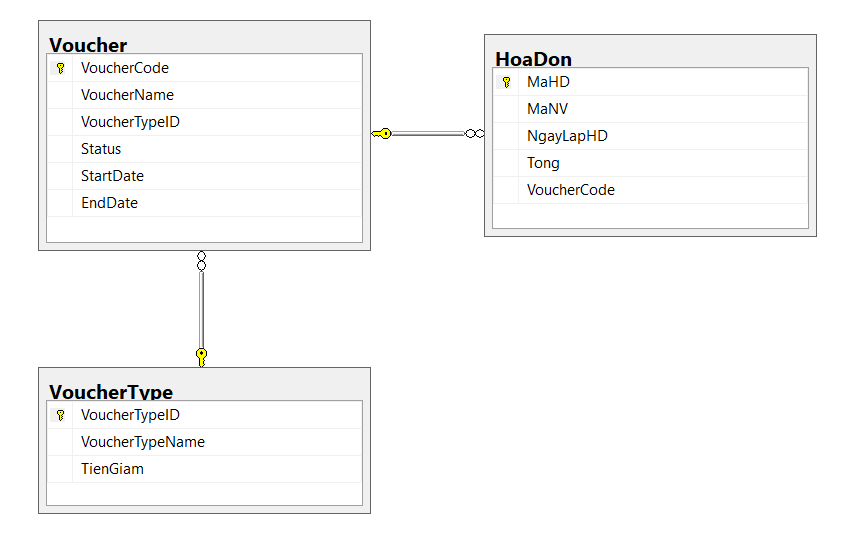 Voucher
VoucherCode
VoucherName
VoucherTypeID
Status
StartDate
EndDate
HoaDon
MaHD
MaNV
NgayLapHD
Tong
VoucherCode
VoucherType
VoucherTypeID
VoucherTypeName
TienGiam